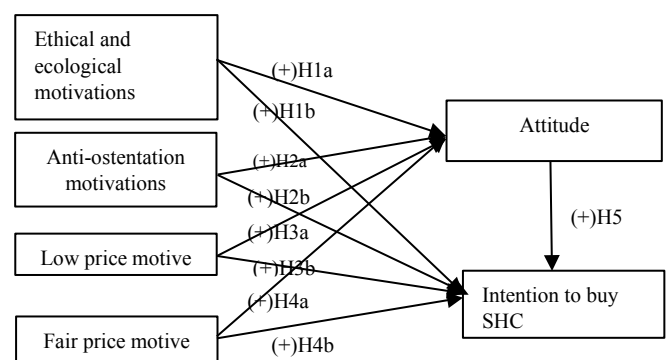 Ethical and
ecological
motivations
(+)H1a
(+)H1b
Attitude
Anti-ostentation
motivations
(+)H2a
(+)H2b
(+)H5
(+)H3a
Low price motive
(+)H3b
Intention to buy
SHC
(+)H4a
Fair price motive
(+)H4b